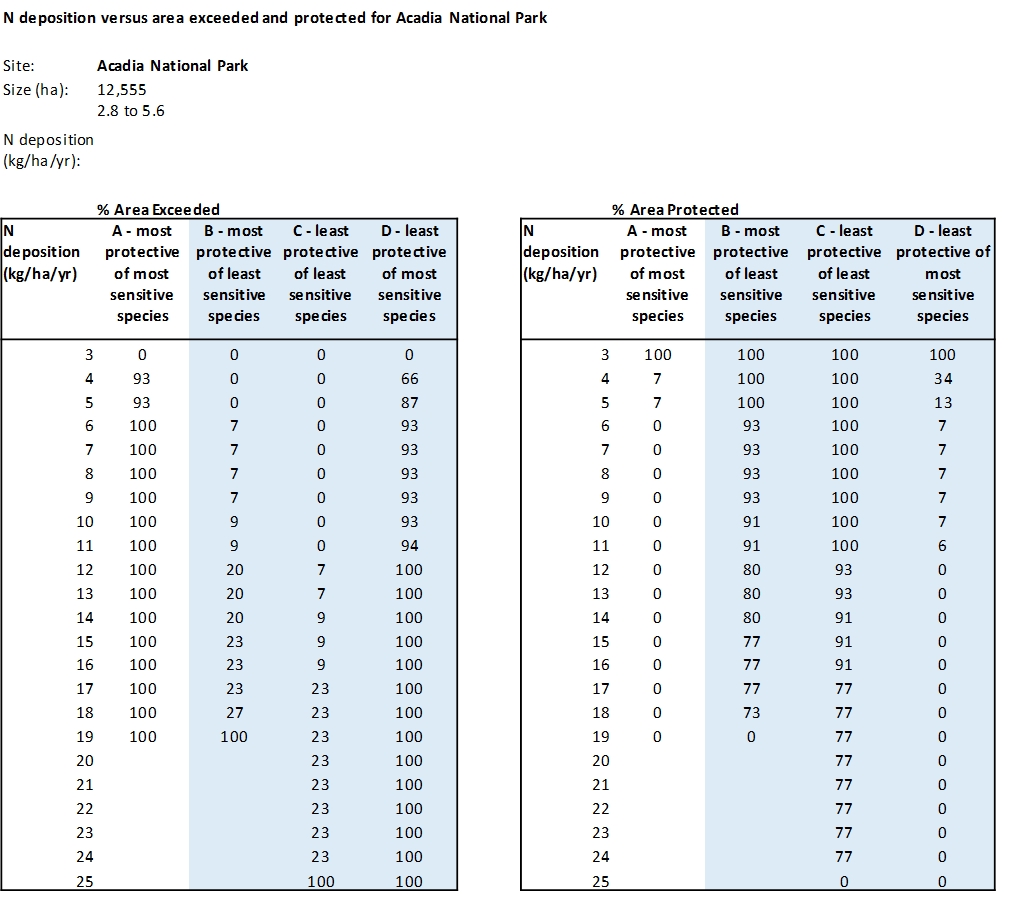 N deposition versus area exceeded and protected for Acadia National Park
Site: Acadia National Park
Size (ha): 12,555
2.8 to 5.6
N deposition
(kg/ha/yr):
% Area Exceeded
N A - most B - most C - least D - least
deposition protective protective protective protective
(kg/ha/yr) of most of least of least of most
sensitive sensitive sensitive sensitive
species species species species
3 0 0 0 0
4 93 0 0 66
5 93 0 0 87
6 100 7 0 93
7 100 7 0 93
8 100 7 0 93
9 100 7 0 93
10 100 9 0 93
11 100 9 0 94
12 100 20 7 100
13 100 20 7 100
14 100 20 9 100
15 100 23 9 100
16 100 23 9 100
17 100 23 23 100
18 100 27 23 100
19 100 100 23 100
20 23 100
21 23 100
22 23 100
23 23 100
24 23 100
25 100 100
% Area Protected
N A - most B - most C - least D - least
deposition protective protective protective protective of
(kg/ha/yr) of most of least of least most
sensitive sensitive sensitive sensitive
species species species species
3 100 100 100 100
4 7 100 100 34
5 7 100 100 13
6 0 93 100 7
7 0 93 100 7
8 0 93 100 7
9 0 93 100 7
10 0 91 100 7
11 0 91 100 6
12 0 80 93 0
13 0 80 93 0
14 0 80 91 0
15 0 77 91 0
16 0 77 91 0
17 0 77 77 0
18 0 73 77 0
19 0 0 77 0
20 77 0
21 77 0
22 77 0
23 77 0
24 77 0
25 0 0